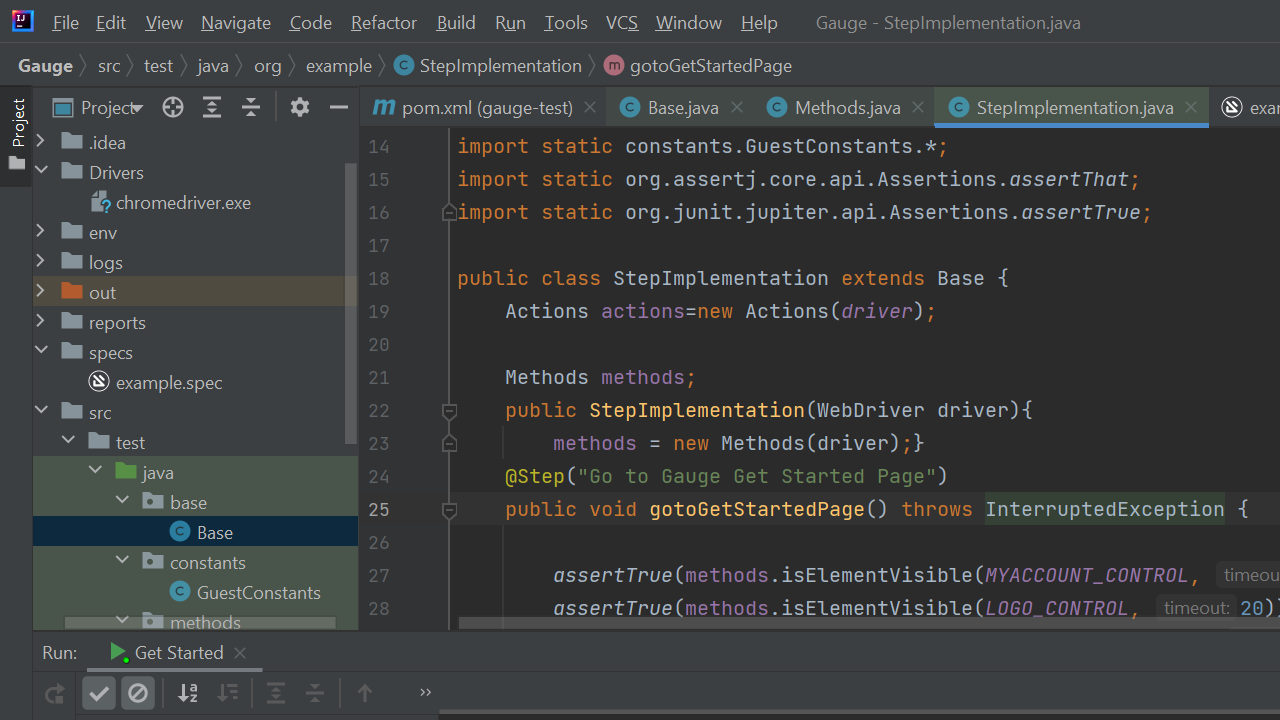 File Edit View Navigate Code Refactor Build Run Tools VCS Window Help Gauge - StepImplementation.java
Gauge src test java org example StepImplementation gotoGetStartedPage
Project
Project
pom.xml (gauge-test) Base.java Methods.java StepImplementation.java exam
.idea
Drivers
chromedriver.exe
env
logs
out
reports
specs
example.spec
src
test
java
base
Base
constants
GuestConstants
methods
14 import static constants.GuestConstants.*;
15 import static org.assertj.core.api.Assertions.assertThat;
16 import static org.junit.jupiter.api.Assertions.assertTrue;
17
18 public class StepImplementation extends Base {
19 Actions actions=new Actions(driver);
20
21 Methods methods;
22 public StepImplementation(WebDriver driver){
23 methods = new Methods(driver);}
24 @Step("Go to Gauge Get Started Page")
25 public void gotoGetStartedPage() throws InterruptedException {
26
27 assertTrue(methods.isElementVisible(MYACCOUNT_CONTROL, timeou
28 assertTrue(methods.isElementVisible(LOGO_CONTROL, timeout: 20))
Run: Get Started